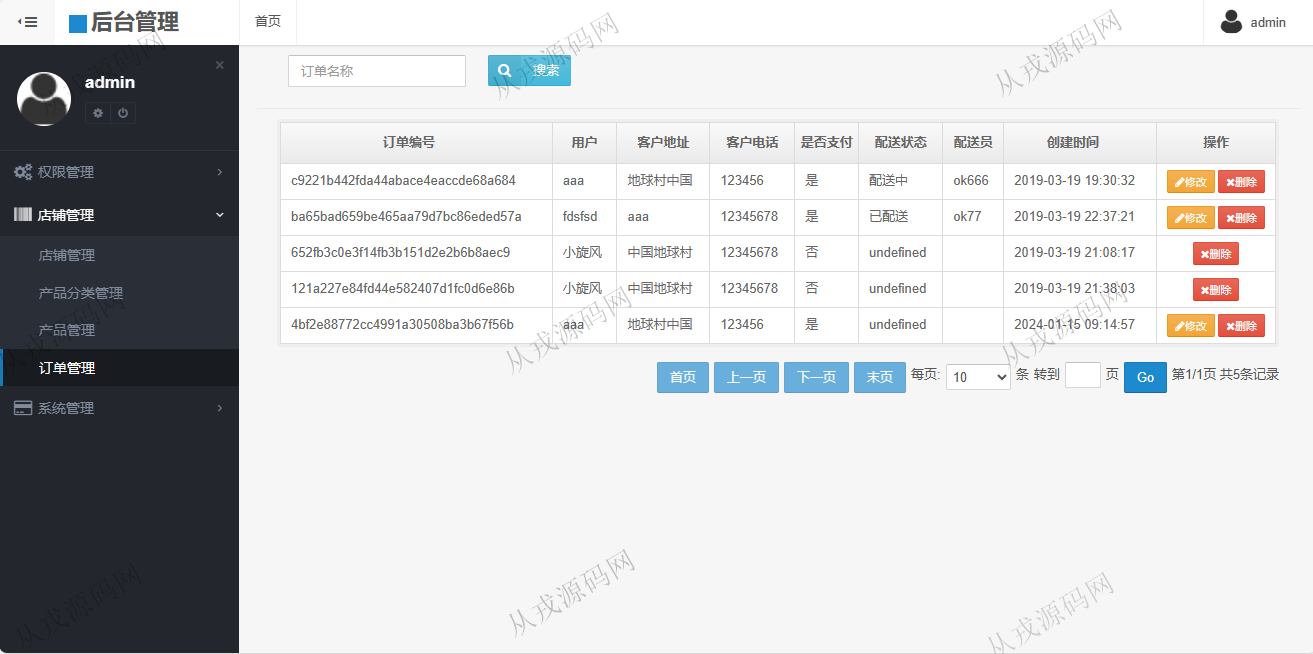 后台管理
首页
admin
admin
权限管理
店铺管理
店铺管理
产品分类管理
产品管理
订单管理
系统管理
订单名称
搜索
订单编号 用户 客户地址 客户电话 是否支付 配送状态 配送员 创建时间 操作
c9221b442fda44abace4eaccde68a684 aaa 地球村中国 123456 是 配送中 ok666 2019-03-19 19:30:32 修改 删除
ba65bad659be465aa79d7bc86eded57a fdsfsd aaa 12345678 是 已配送 ok77 2019-03-19 22:37:21 修改 删除
652fb3c0e3f14fb3b151d2e2b6b8aec9 小旋风 中国地球村 12345678 否 undefined 2019-03-19 21:08:17 删除
121a227e84fd44e582407d1fc0d6e86b 小旋风 中国地球村 12345678 否 undefined 2019-03-19 21:38:03 删除
4bf2e88772cc4991a30508ba3b67f56b aaa 地球村中国 123456 是 undefined 2024-01-15 09:14:57 修改 删除
首页 上一页 下一页 末页 每页: 10 条 转到 页 Go 第1/1页 共5条记录
从戎源码网
从戎源码网
从戎源码网
从戎源码网
从戎源码网
从戎源码网
从戎源码网
从戎源码网
从戎源码网